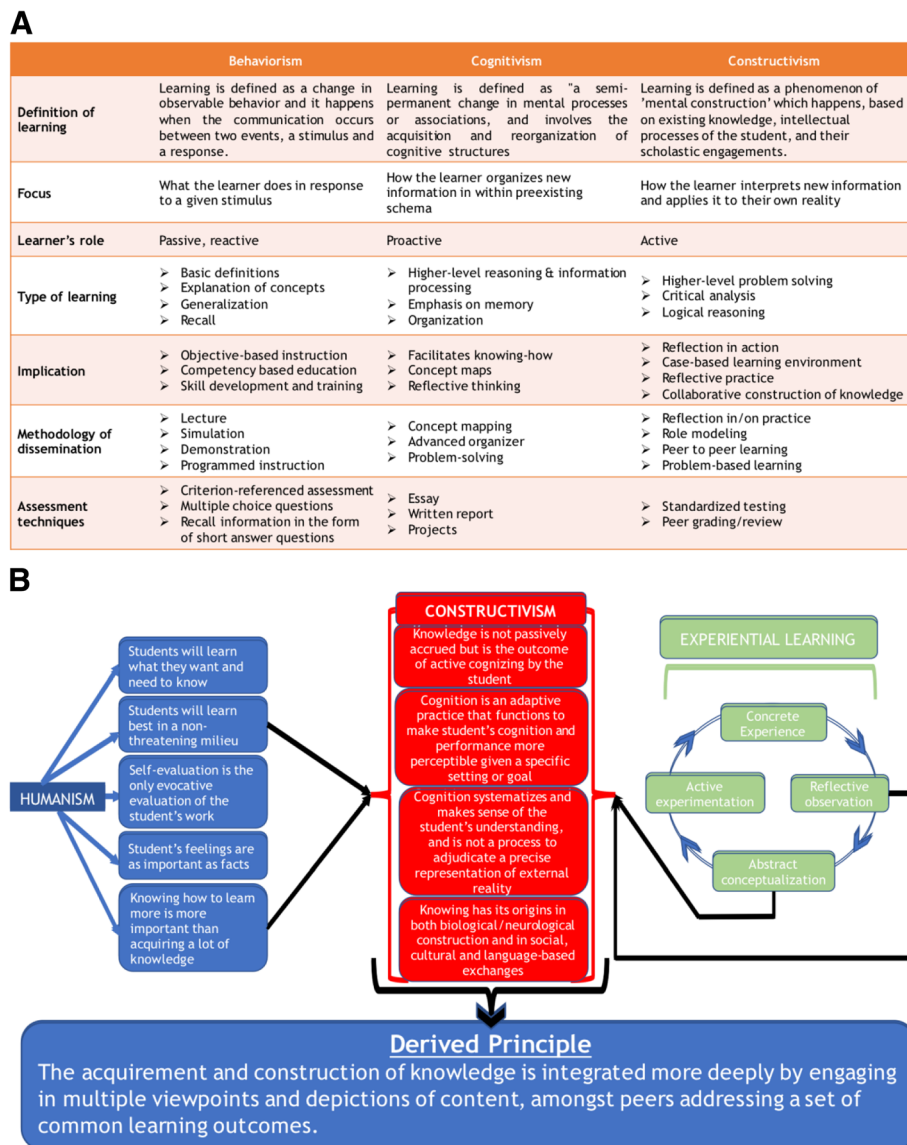 A
Behaviorism
Cognitivism
Constructivism
Definition of
learning
Learning is defined as a change in
observable behavior and it happens
when the communication occurs
between two events, a stimulus and
a response.
Learning is defined as "a semi-
permanent change in mental processes
or associations, and involves the
acquisition and reorganization of
cognitive structures
Learning is defined as a phenomenon of
'mental construction' which happens, based
on existing knowledge, intellectual
processes of the student, and their
scholastic engagements.
Focus
What the learner does in response
to a given stimulus
How the learner organizes new
information in within preexisting
schema
How the learner interprets new information
and applies it to their own reality
Learner's role
Passive, reactive
Proactive
Active
Type of learning
➢ Basic definitions
➢ Explanation of concepts
➢ Generalization
➢ Recall
➢ Higher-level reasoning & information
processing
➢ Emphasis on memory
➢ Organization
➢ Higher-level problem solving
➢ Critical analysis
➢ Logical reasoning
Implication
➢ Objective-based instruction
➢ Competency based education
➢ Skill development and training
➢ Facilitates knowing-how
➢ Concept maps
➢ Reflective thinking
➢ Reflection in action
➢ Case-based learning environment
➢ Reflective practice
➢ Collaborative construction of knowledge
Methodology of
dissemination
➢ Lecture
➢ Simulation
➢ Demonstration
➢ Programmed instruction
➢ Concept mapping
➢ Advanced organizer
➢ Problem-solving
➢ Reflection in/on practice
➢ Role modeling
➢ Peer to peer learning
➢ Problem-based learning
Assessment
techniques
➢ Criterion-referenced assessment
➢ Multiple choice questions
➢ Recall information in the form
of short answer questions
➢ Essay
➢ Written report
➢ Projects
➢ Standardized testing
➢ Peer grading/review
B
HUMANISM
Students will learn
what they want and
need to know
Students will learn
best in a non-
threatening milieu
Self-evaluation is the
only evocative
evaluation of the
student's work
Student's feelings are
as important as facts
Knowing how to learn
more is more
important than
acquiring a lot of
knowledge
CONSTRUCTIVISM
Knowledge is not passively
accrued but is the outcome
of active cognizing by the
student
Cognition is an adaptive
practice that functions to
make student's cognition and
performance more
perceptible given a specific
setting or goal
Cognition systematizes and
makes sense of the
student's understanding,
and is not a process to
adjudicate a precise
representation of external
reality
Knowing has its origins in
both biological/neurological
construction and in social,
cultural and language-based
exchanges
EXPERIENTIAL LEARNING
Concrete
Experience
Reflective
observation
Abstract
conceptualization
Active
experimentation
Derived Principle
The acquirement and construction of knowledge is integrated more deeply by engaging
in multiple viewpoints and depictions of content, amongst peers addressing a set of
common learning outcomes.